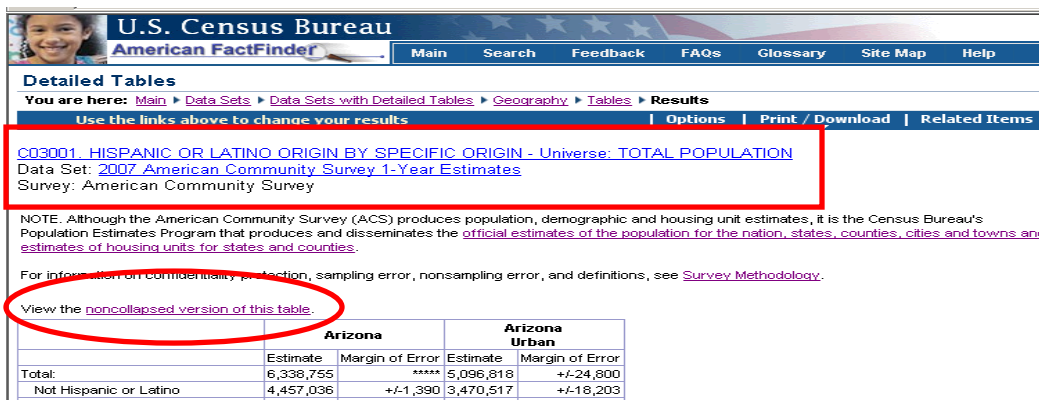 U.S. Census Bureau
American FactFinder
Main Search Feedback FAQs Glossary Site Map Help
Detailed Tables
You are here: Main ▶ Data Sets ▶ Data Sets with Detailed Tables ▶ Geography ▶ Tables ▶ Results
Use the links above to change your results | Options | Print / Download | Related Items
C03001. HISPANIC OR LATINO ORIGIN BY SPECIFIC ORIGIN - Universe: TOTAL POPULATION
Data Set: 2007 American Community Survey 1-Year Estimates
Survey: American Community Survey
NOTE. Although the American Community Survey (ACS) produces population, demographic and housing unit estimates, it is the Census Bureau's
Population Estimates Program that produces and disseminates the official estimates of the population for the nation, states, counties, cities and towns and
estimates of housing units for states and counties.
For information on confidentiality protection, sampling error, nonsampling error, and definitions, see Survey Methodology.
View the noncollapsed version of this table.
Arizona Arizona
Urban
Estimate Margin of Error Estimate Margin of Error
Total: 6,338,755 ***** 5,096,818 +/-24,800
Not Hispanic or Latino 4,457,036 +/-1,390 3,470,517 +/-18,203